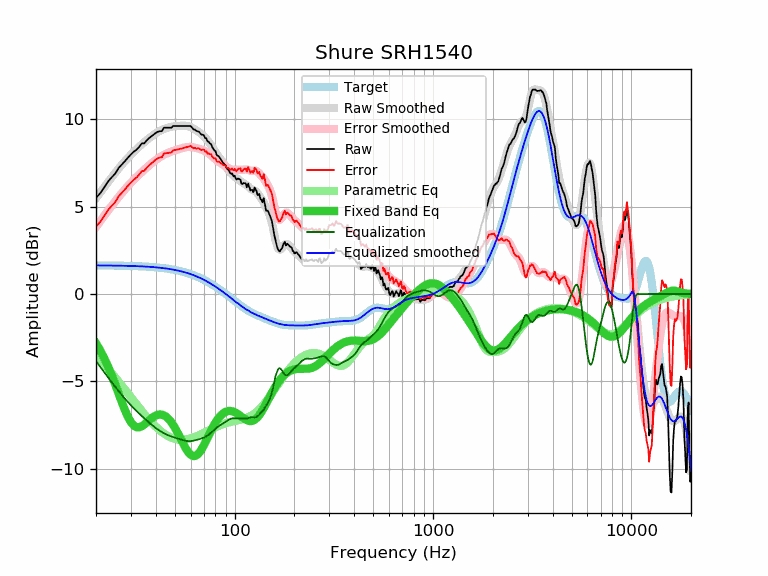 Shure SRH1540
Target
Raw Smoothed
Error Smoothed
Raw
Error
Parametric Eq
Fixed Band Eq
Equalization
Equalized smoothed
10
5
0
−5
−10
Amplitude (dBr)
100 1000 10000
Frequency (Hz)